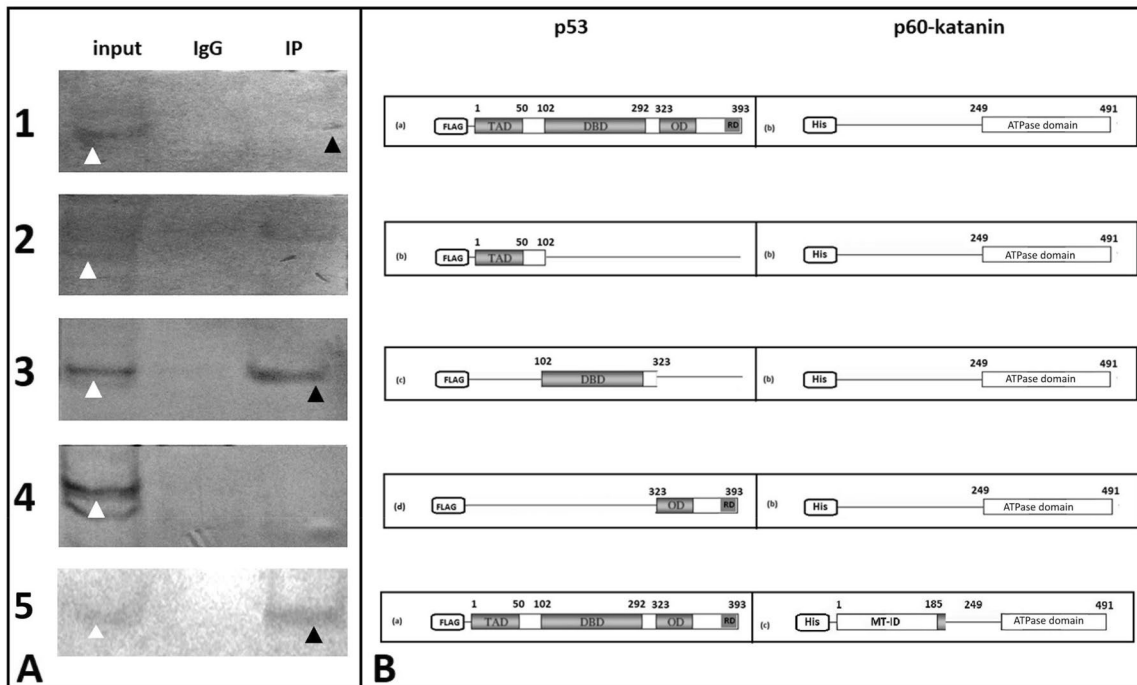 p53 p60-katanin
input IgG IP
1
1 50 102 292 323 393 249 491
(a) FLAG TAD DBD OD RD (b) His ATPase domain
2
1 50 102 249 491
(b) FLAG TAD (b) His ATPase domain
3
102 323 249 491
(c) FLAG DBD (b) His ATPase domain
4
323 393 249 491
(d) FLAG OD RD (b) His ATPase domain
5
1 50 102 292 323 393 1 185 249 491
(a) FLAG TAD DBD OD RD (c) His MT-ID ATPase domain
A B